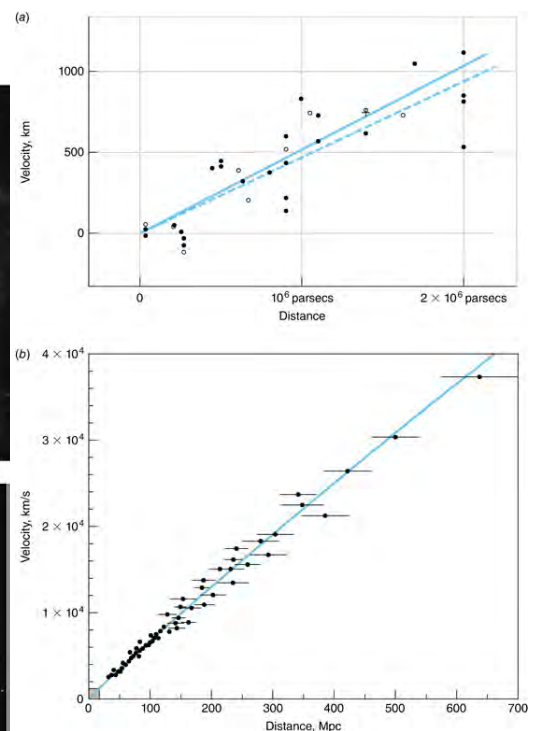 (a)
1000
500
0
Velocity, km
0
10⁶ parsecs
2 × 10⁶ parsecs
Distance
(b)
4 × 10⁴
3 × 10⁴
2 × 10⁴
1 × 10⁴
0
Velocity, km/s
0
100
200
300
400
500
600
700
Distance, Mpc